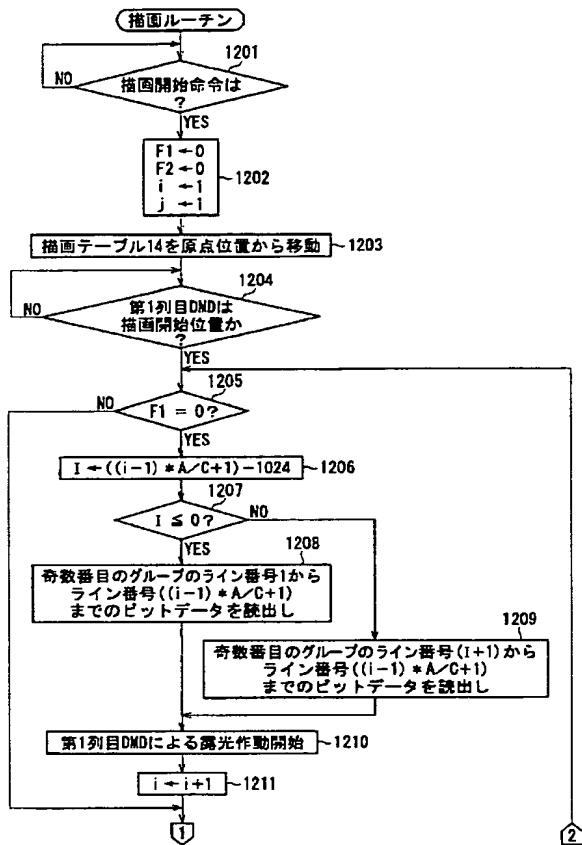 描画ルーチン
1201
描画開始命令は
?
NO
YES
F1←0
F2←0
i ←1
j ←1
1202
描画テーブル14を原点位置から移動
1203
1204
第1列目DMDは
描画開始位置か
?
NO
YES
1205
NO
F1 = 0?
YES
I ←((i-1)*A/C+1)-1024
1206
1207
I ≦ 0?
NO
YES
1208
奇数番目のグループのライン番号1から
ライン番号((i-1)*A/C+1)
までのビットデータを読出し
1209
奇数番目のグループのライン番号(I+1)から
ライン番号((i-1)*A/C+1)
までのビットデータを読出し
第1列目DMDによる露光作動開始
1210
i ← i+1
1211
1
2